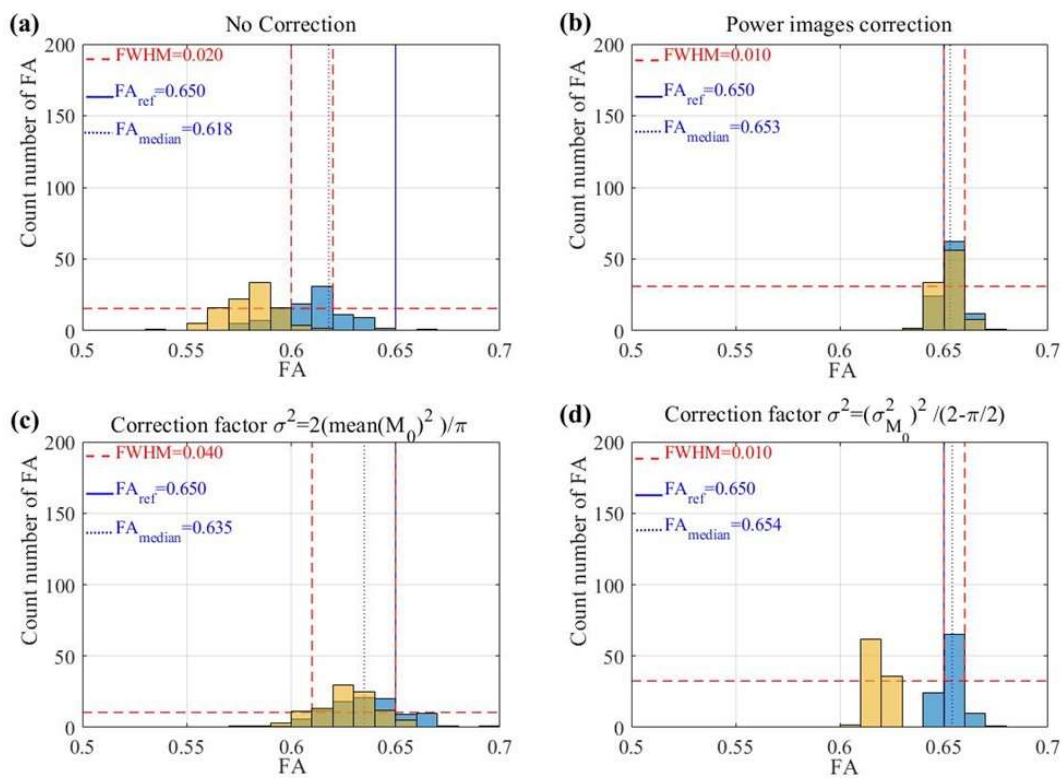 (a) No Correction
200
150
100
50
0
Count number of FA
FWHM=0.020
FA_ref=0.650
FA_median=0.618
0.5 0.55 0.6 0.65 0.7
FA
(b) Power images correction
200
150
100
50
0
Count number of FA
FWHM=0.010
FA_ref=0.650
FA_median=0.653
0.5 0.55 0.6 0.65 0.7
FA
(c) Correction factor σ²=2(mean(M₀)² )/π
200
150
100
50
0
Count number of FA
FWHM=0.040
FA_ref=0.650
FA_median=0.635
0.5 0.55 0.6 0.65 0.7
FA
(d) Correction factor σ²=(σ²_M₀)² /(2-π/2)
200
150
100
50
0
Count number of FA
FWHM=0.010
FA_ref=0.650
FA_median=0.654
0.5 0.55 0.6 0.65 0.7
FA